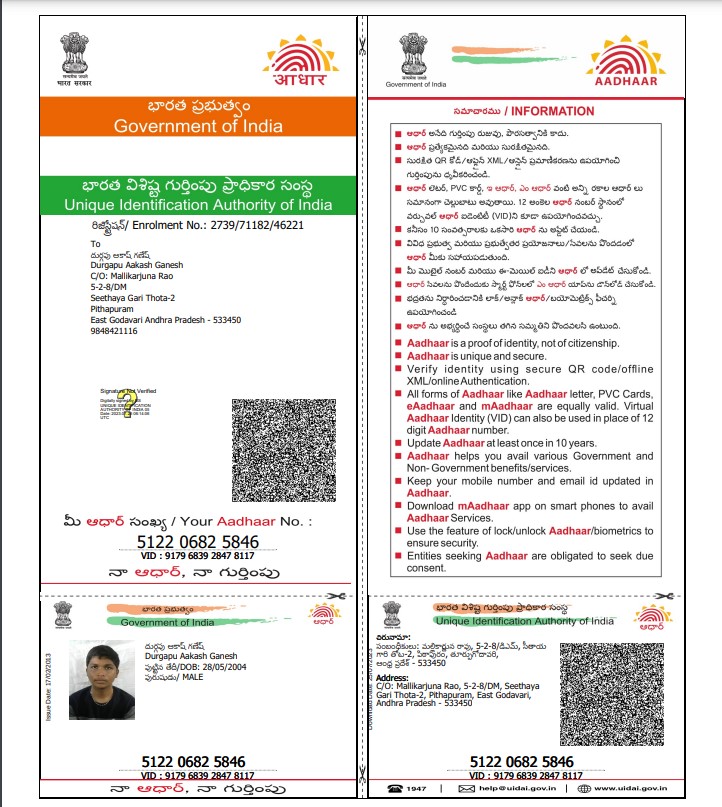 सत्यमेव जयते
भारत सरकार
आधार
భారత ప్రభుత్వం
Government of India
భారత విశిష్ట గుర్తింపు ప్రాధికార సంస్థ
Unique Identification Authority of India
రిజిస్ట్రేషన్/ Enrolment No.: 2739/71182/46221
To
దుర్గపు ఆకాష్ గణేష్
Durgapu Aakash Ganesh
C/O: Mallikarjuna Rao
5-2-8/DM
Seethaya Gari Thota-2
Pithapuram
East Godavari Andhra Pradesh - 533450
9848421116
Signature Not Verified
Digitally signed
UNIQUE IDENTIFICATION
AUTHORITY OF INDIA 05
UTC
మీ ఆధార్ సంఖ్య / Your Aadhaar No. :
5122 0682 5846
VID : 9179 6839 2847 8117
నా ఆధార్, నా గుర్తింపు
భారత ప్రభుత్వం
Government of India
ఆధార్
Issue Date: 17/02/2013
దుర్గపు ఆకాష్ గణేష్
Durgapu Aakash Ganesh
పుట్టిన తేదీ/DOB: 28/05/2004
పురుషుడు/ MALE
5122 0682 5846
VID : 9179 6839 2847 8117
నా ఆధార్, నా గుర్తింపు
सत्यमेव जयते
Government of India
AADHAAR
సమాచారము / INFORMATION
ఆధార్ అనేది గుర్తింపు రుజువు, పౌరసత్వానికి కాదు.
ఆధార్ ప్రత్యేకమైనది మరియు సురక్షితమైనది.
సురక్షిత QR కోడ్/ఆఫ్లైన్ XML/ఆన్లైన్ ప్రమాణీకరణను ఉపయోగించి
గుర్తింపును ధృవీకరించండి.
ఆధార్ లెటర్, PVC కార్డ్, ఇ ఆధార్, ఎం ఆధార్ వంటి అన్ని రకాల ఆధార్ లు
సమానంగా చెల్లుబాటు అవుతాయి. 12 అంకెల ఆధార్ నంబర్ స్థానంలో
వర్చువల్ ఆధార్ ఐడెంటిటీ (VID)ని కూడా ఉపయోగించవచ్చు.
కనీసం 10 సంవత్సరాలకు ఒకసారి ఆధార్ ను అప్డేట్ చేయండి.
వివిధ ప్రభుత్వ మరియు ప్రభుత్వేతర ప్రయోజనాలు/సేవలను పొందడంలో
ఆధార్ మీకు సహాయపడుతుంది.
మీ మొబైల్ నంబర్ మరియు ఈ-మెయిల్ ఐడిని ఆధార్ లో అప్‌డేట్ చేసుకోండి.
ఆధార్ సేవలను పొందేందుకు స్మార్ట్ ఫోన్‌లలో ఎం ఆధార్ యాప్‌ను డౌన్‌లోడ్ చేసుకోండి.
భద్రతను నిర్ధారించడానికి లాక్/అన్లాక్ ఆధార్/బయోమెట్రిక్స్ ఫీచర్ని
ఉపయోగించండి
ఆధార్ ను అభ్యర్థించే సంస్థలు తగిన సమ్మతిని పొందవలసి ఉంటుంది.
Aadhaar is a proof of identity, not of citizenship.
Aadhaar is unique and secure.
Verify identity using secure QR code/offline
XML/online Authentication.
All forms of Aadhaar like Aadhaar letter, PVC Cards,
eAadhaar and mAadhaar are equally valid. Virtual
Aadhaar Identity (VID) can also be used in place of 12
digit Aadhaar number.
Update Aadhaar at least once in 10 years.
Aadhaar helps you avail various Government and
Non- Government benefits/services.
Keep your mobile number and email id updated in
Aadhaar.
Download mAadhaar app on smart phones to avail
Aadhaar Services.
Use the feature of lock/unlock Aadhaar/biometrics to
ensure security.
Entities seeking Aadhaar are obligated to seek due
consent.
భారత విశిష్ట గుర్తింపు ప్రాధికార సంస్థ
Unique Identification Authority of India
ఆధార్
చిరునామా:
సంబంధీకులు: మల్లికార్జున రావు, 5-2-8/డిఎమ్, సీతాయ
గారి తోట-2, పిఠాపురం, తూర్పుగోదావరి,
ఆంధ్ర ప్రదేశ్ - 533450
Address:
C/O: Mallikarjuna Rao, 5-2-8/DM, Seethaya
Gari Thota-2, Pithapuram, East Godavari,
Andhra Pradesh - 533450
5122 0682 5846
VID : 9179 6839 2847 8117
1947 | help@uidai.gov.in | www.uidai.gov.in